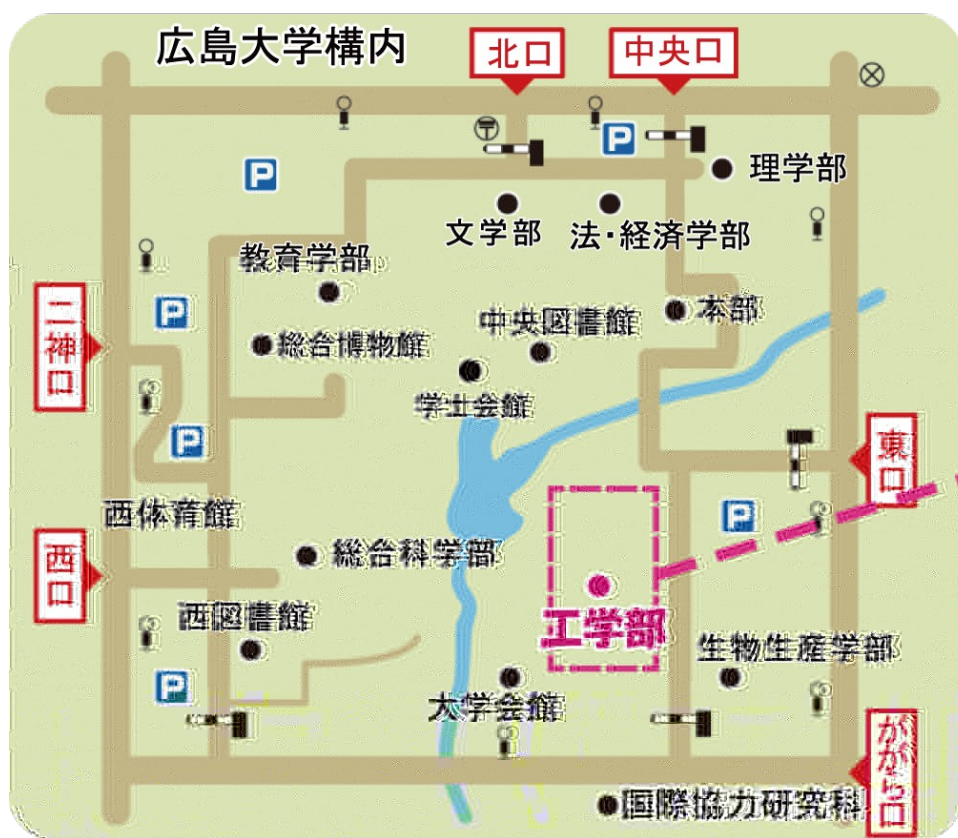 広島大学構内
北口
中央口
P
理学部
P
文学部
法・経済学部
教育学部
二神口
P
中央図書館
本部
総合博物館
学士会館
P
東口
西体育館
P
西口
総合科学部
工学部
西図書館
生物生産学部
P
大学会館
ががら口
国際協力研究科